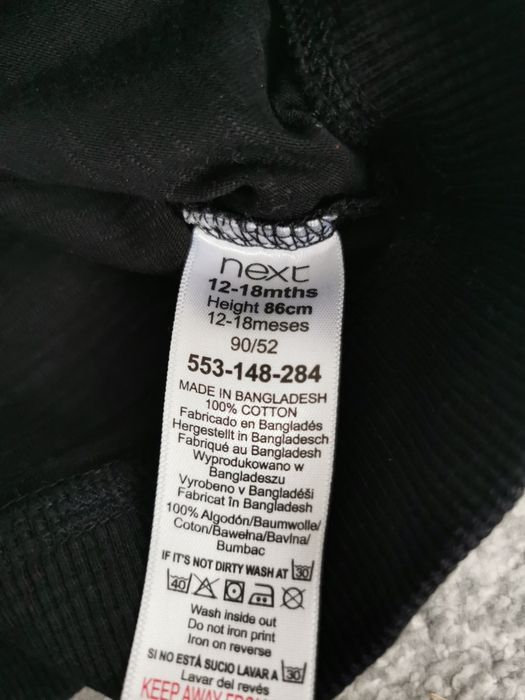 next
12-18mths
Height 86cm
12-18meses
90/52
553-148-284
MADE IN BANGLADESH
100% COTTON
Fabricado en Bangladés
Hergestellt in Bangladesch
Fabriqué au Bangladesh
Wyprodukowano w
Bangladeszu
Vyrobeno v Bangladéši
Fabricat în Bangladesh
100% Algodón/Baumwolle/
Coton/Bawełna/Bavlna/
Bumbac
IF IT'S NOT DIRTY WASH AT 30
40
Wash inside out
Do not iron print
Iron on reverse
SI NO ESTÁ SUCIO LAVAR A 30
Lavar del revés
KEEP AWAY FROM